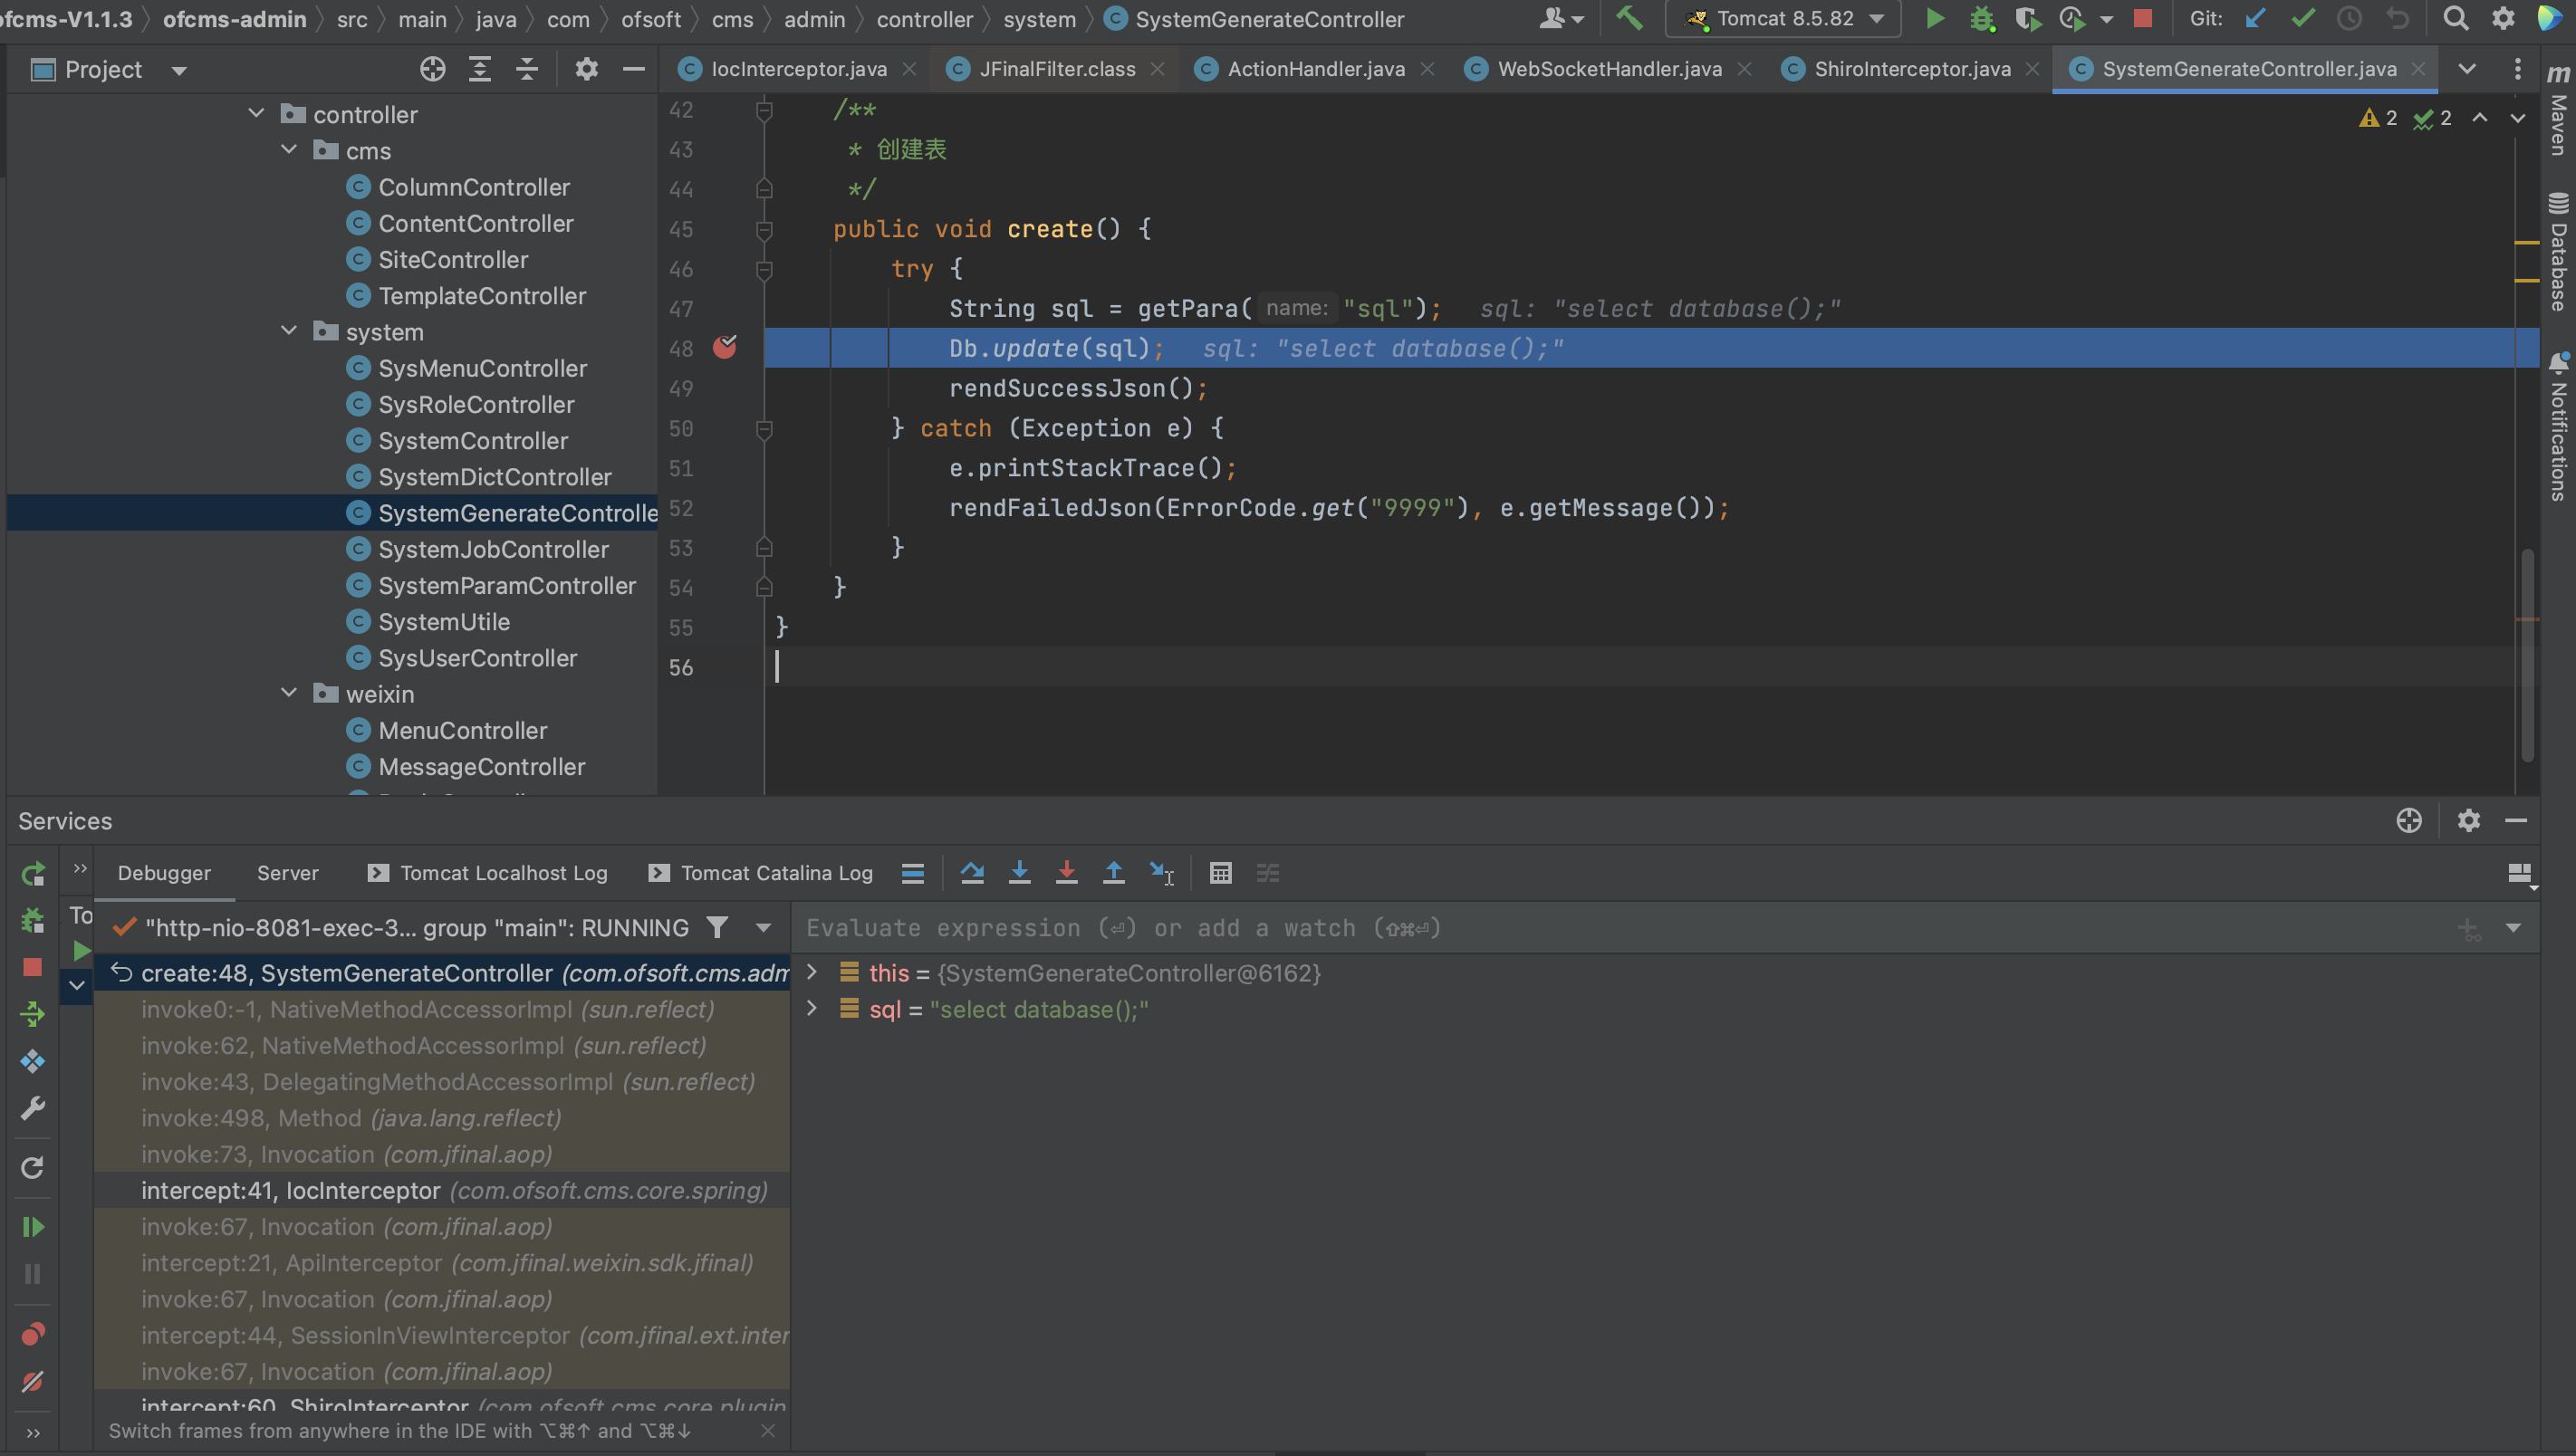 ofcms-V1.1.3 〉 ofcms-admin 〉 src 〉 main 〉 java 〉 com 〉 ofsoft 〉 cms 〉 admin 〉 controller 〉 system 〉 SystemGenerateController
Tomcat 8.5.82
Git:
Project
IocInterceptor.java
JFinalFilter.class
ActionHandler.java
WebSocketHandler.java
ShiroInterceptor.java
SystemGenerateController.java
controller
cms
ColumnController
ContentController
SiteController
TemplateController
system
SysMenuController
SysRoleController
SystemController
SystemDictController
SystemGenerateControlle
SystemJobController
SystemParamController
SystemUtile
SysUserController
weixin
MenuController
MessageController
42 /**
43 * 创建表
44 */
45 public void create() {
46 try {
47 String sql = getPara( name: "sql"); sql: "select database();"
48 Db.update(sql); sql: "select database();"
49 rendSuccessJson();
50 } catch (Exception e) {
51 e.printStackTrace();
52 rendFailedJson(ErrorCode.get("9999"), e.getMessage());
53 }
54 }
55 }
56
2 2
Maven
Database
Notifications
Services
Debugger
Server
Tomcat Localhost Log
Tomcat Catalina Log
To
"http-nio-8081-exec-3... group "main": RUNNING
Evaluate expression (⏎) or add a watch (⇧⌘⏎)
create:48, SystemGenerateController (com.ofsoft.cms.adm
invoke0:-1, NativeMethodAccessorImpl (sun.reflect)
invoke:62, NativeMethodAccessorImpl (sun.reflect)
invoke:43, DelegatingMethodAccessorImpl (sun.reflect)
invoke:498, Method (java.lang.reflect)
invoke:73, Invocation (com.jfinal.aop)
intercept:41, IocInterceptor (com.ofsoft.cms.core.spring)
invoke:67, Invocation (com.jfinal.aop)
intercept:21, ApiInterceptor (com.jfinal.weixin.sdk.jfinal)
invoke:67, Invocation (com.jfinal.aop)
intercept:44, SessionInViewInterceptor (com.jfinal.ext.inter
invoke:67, Invocation (com.jfinal.aop)
intercept:60, ShiroInterceptor (com.ofsoft.cms.core.plugin
this = {SystemGenerateController@6162}
sql = "select database();"
Switch frames from anywhere in the IDE with ⌥⌘↑ and ⌥⌘↓